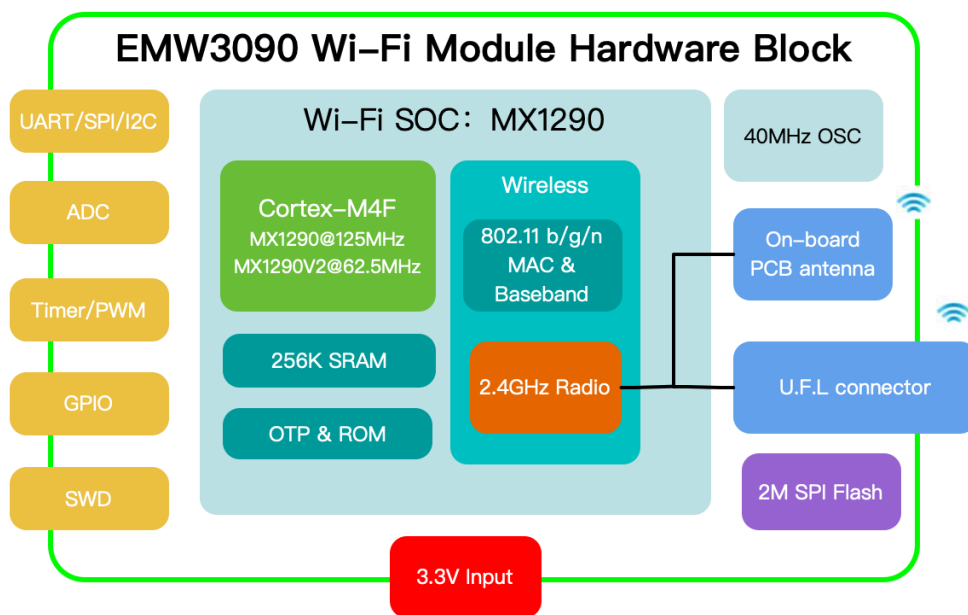 EMW3090 Wi-Fi Module Hardware Block
UART/SPI/I2C
ADC
Timer/PWM
GPIO
SWD
Wi-Fi SOC：MX1290
Cortex-M4F
MX1290@125MHz
MX1290V2@62.5MHz
256K SRAM
OTP & ROM
Wireless
802.11 b/g/n
MAC &
Baseband
2.4GHz Radio
40MHz OSC
On-board
PCB antenna
U.F.L connector
2M SPI Flash
3.3V Input